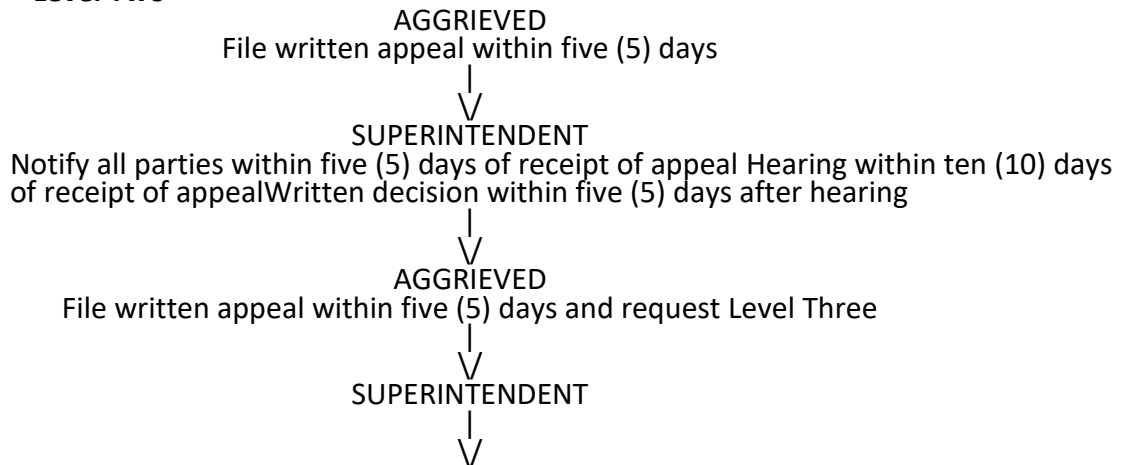 AGGRIEVED
File written appeal within five (5) days
|
\/
SUPERINTENDENT
Notify all parties within five (5) days of receipt of appeal Hearing within ten (10) days
of receipt of appealWritten decision within five (5) days after hearing
|
\/
AGGRIEVED
File written appeal within five (5) days and request Level Three
|
\/
SUPERINTENDENT
|
\/